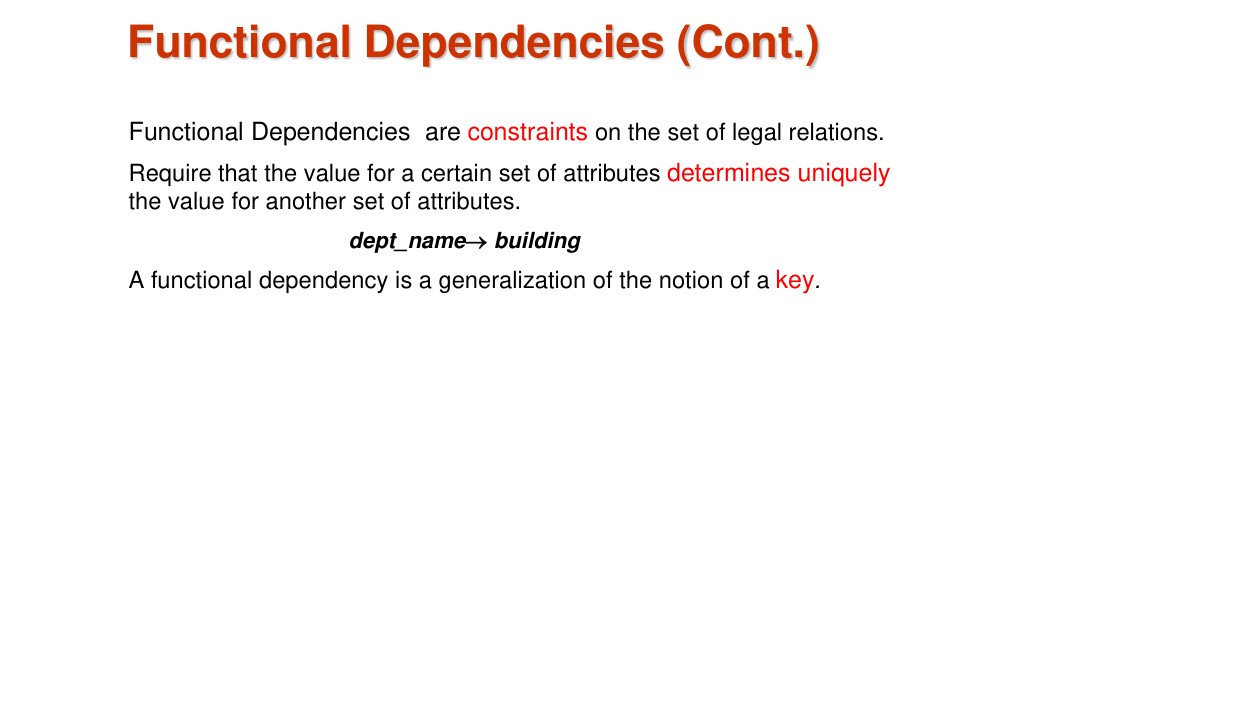 Functional Dependencies (Cont.)
Functional Dependencies  are constraints on the set of legal relations.
Require that the value for a certain set of attributes determines uniquely
the value for another set of attributes.
dept_name→ building
A functional dependency is a generalization of the notion of a key.